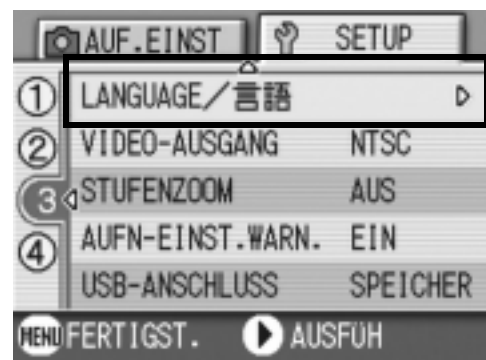 AUF.EINST SETUP
① LANGUAGE/言語
② VIDEO-AUSGANG NTSC
3 STUFENZOOM AUS
④ AUFN-EINST.WARN. EIN
USB-ANSCHLUSS SPEICHER
MENU FERTIGST. AUSFÜH